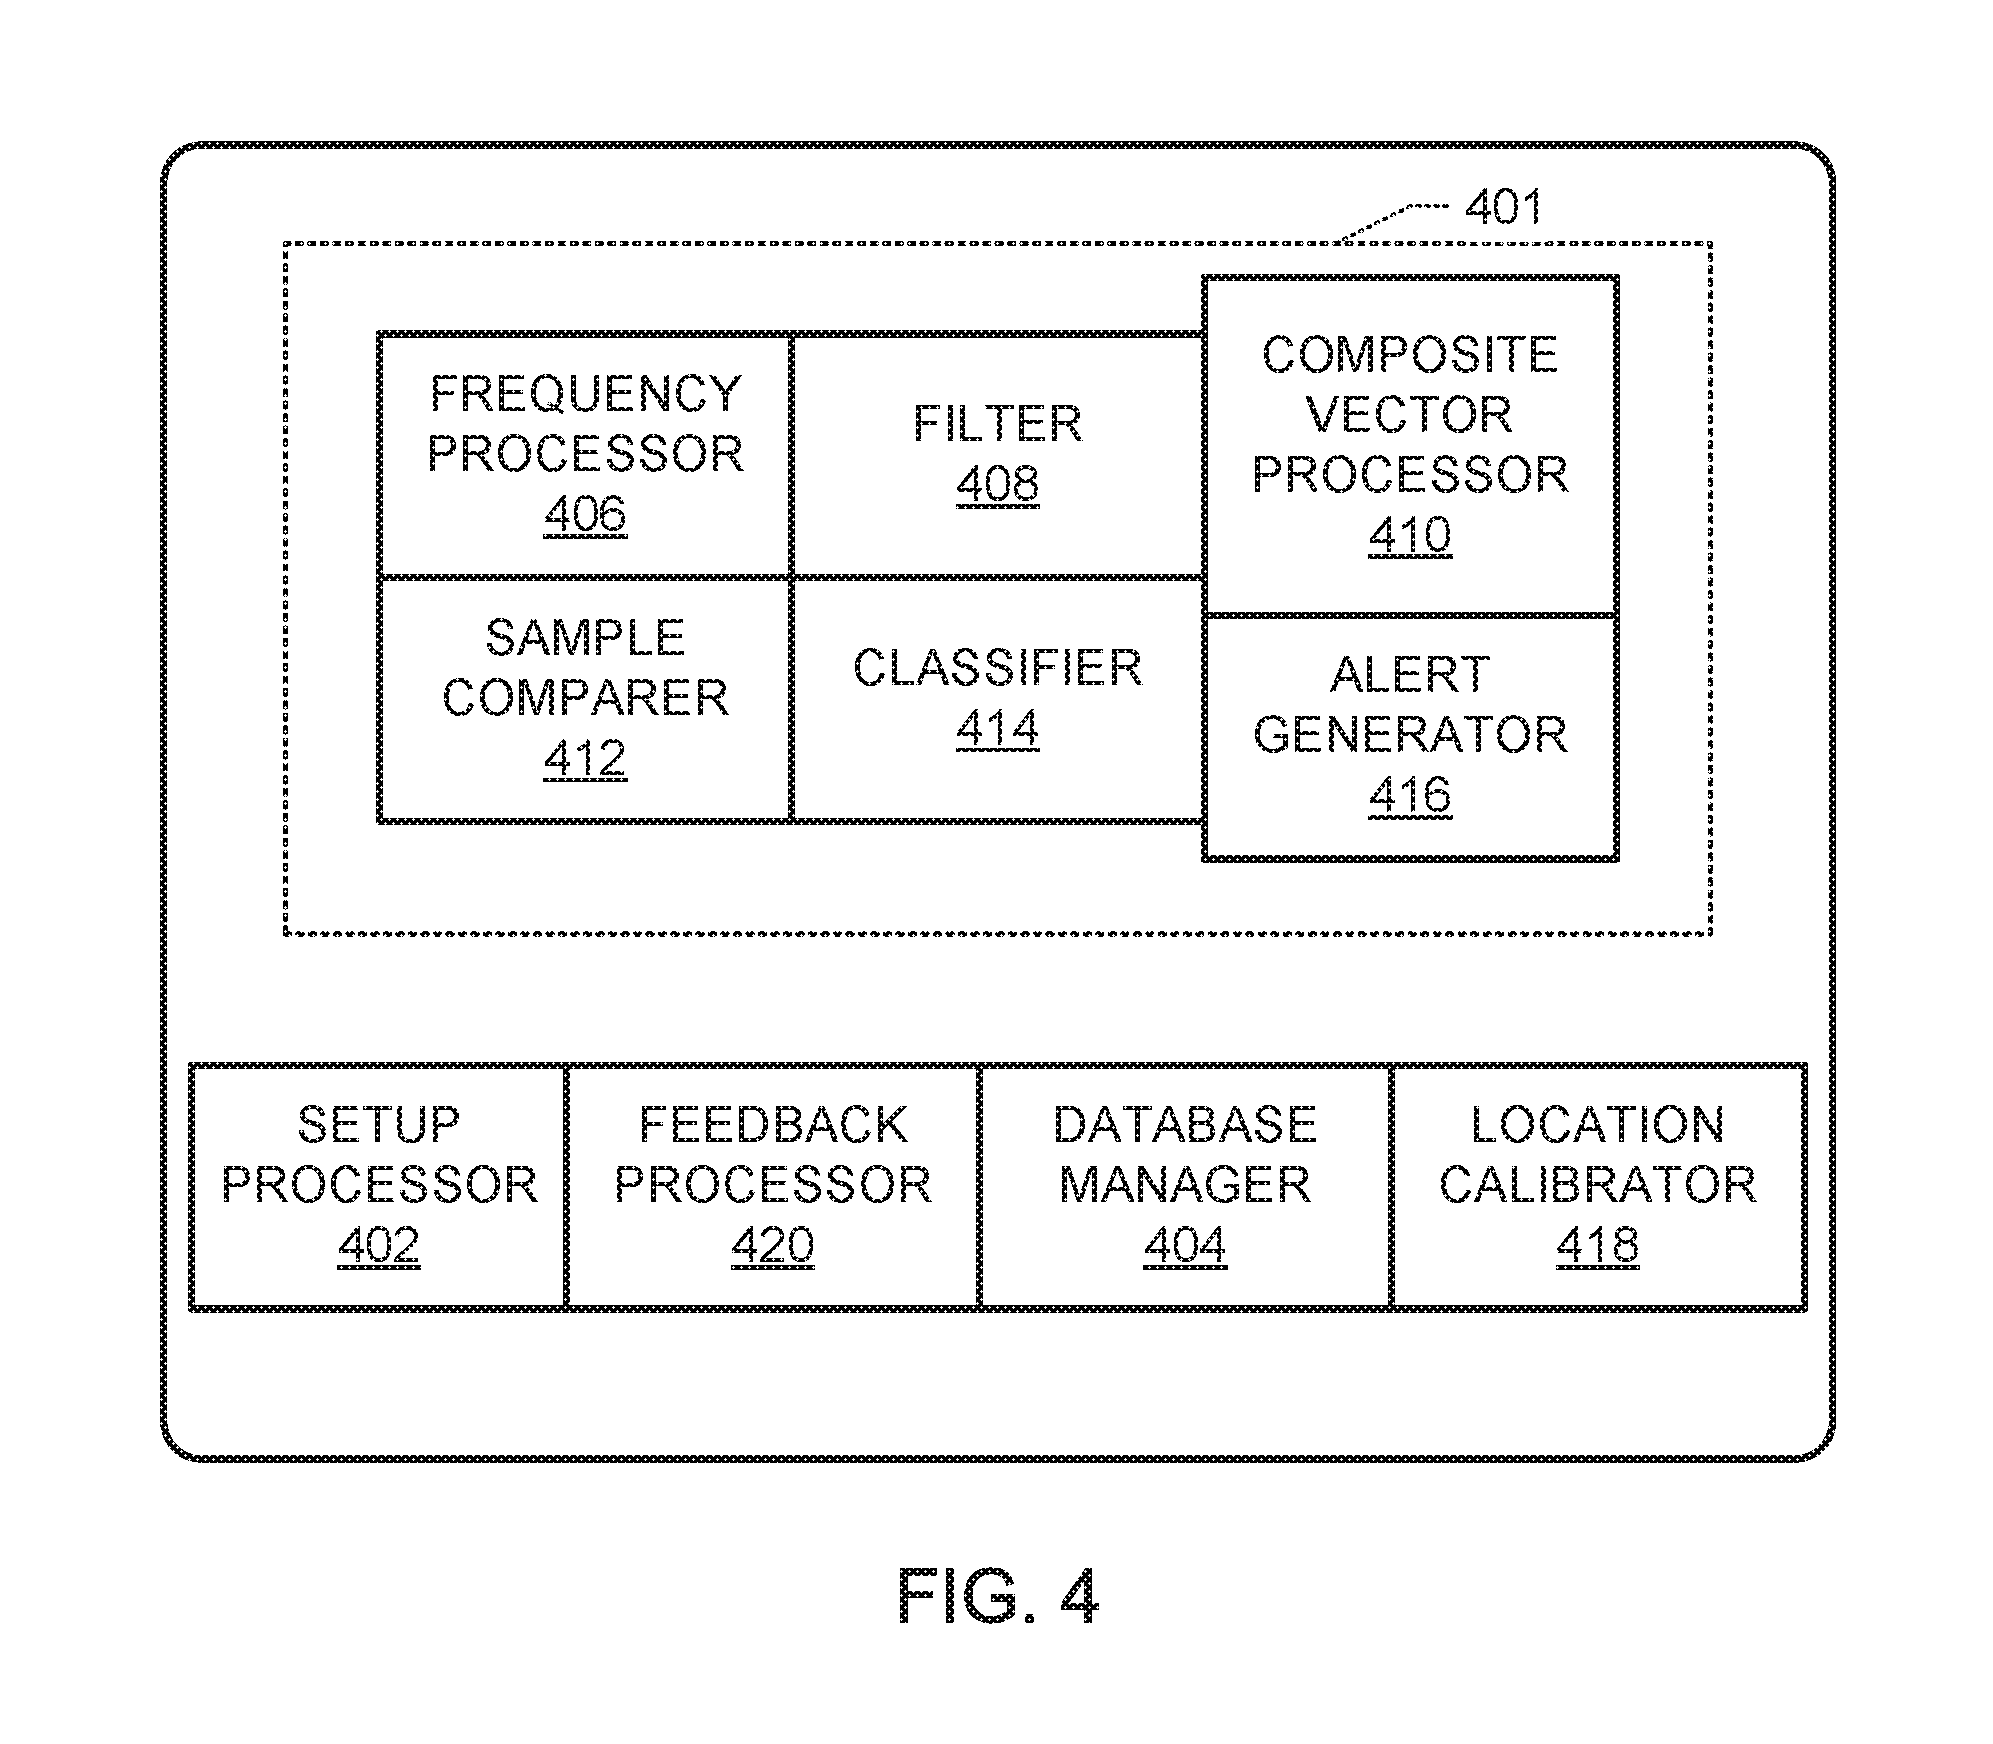 401
FREQUENCY
PROCESSOR
406
FILTER
408
COMPOSITE
VECTOR
PROCESSOR
410
SAMPLE
COMPARER
412
CLASSIFIER
414
ALERT
GENERATOR
416
SETUP
PROCESSOR
402
FEEDBACK
PROCESSOR
420
DATABASE
MANAGER
404
LOCATION
CALIBRATOR
418
FIG. 4